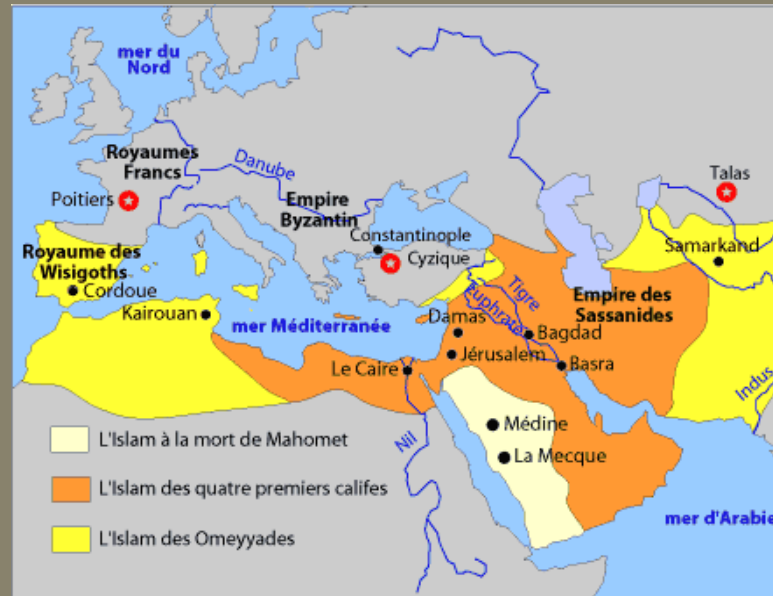 mer du
Nord
Royaumes
Francs
Danube
Talas
Poitiers
Empire
Byzantin
Constantinople
Cyzique
Samarkand
Royaume des
Wisigoths
Cordoue
Kairouan
mer Méditerranée
Tigre
Euphrate
Empire des
Sassanides
Damas
Bagdad
Jérusalem
Basra
Le Caire
Indus
Nil
Médine
La Mecque
mer d'Arabie
L'Islam à la mort de Mahomet
L'Islam des quatre premiers califes
L'Islam des Omeyyades